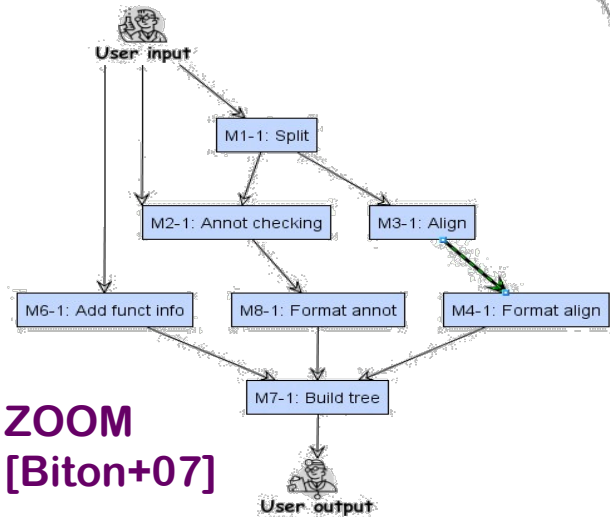 User input
M1-1: Split
M2-1: Annot checking
M3-1: Align
M6-1: Add funct info
M8-1: Format annot
M4-1: Format align
M7-1: Build tree
ZOOM
[Biton+07]
User output